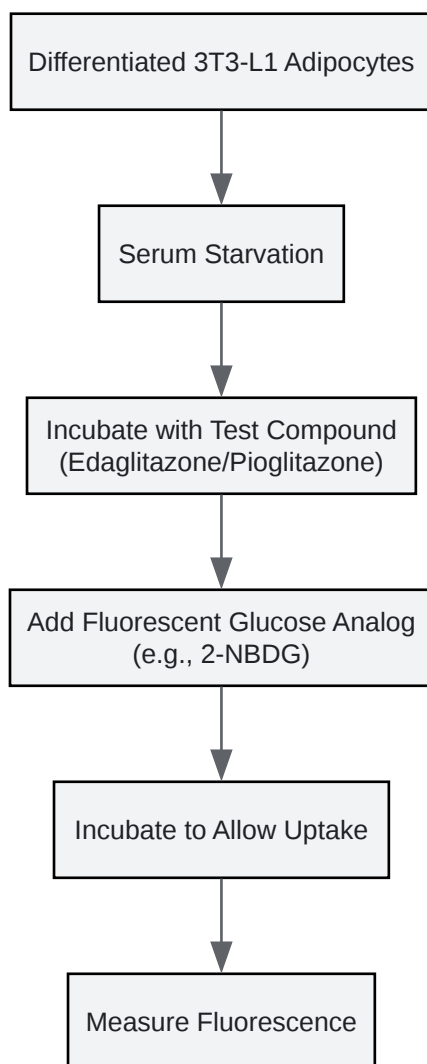 Differentiated 3T3-L1 Adipocytes
Serum Starvation
Incubate with Test Compound
(Edaglitazone/Pioglitazone)
Add Fluorescent Glucose Analog
(e.g., 2-NBDG)
Incubate to Allow Uptake
Measure Fluorescence